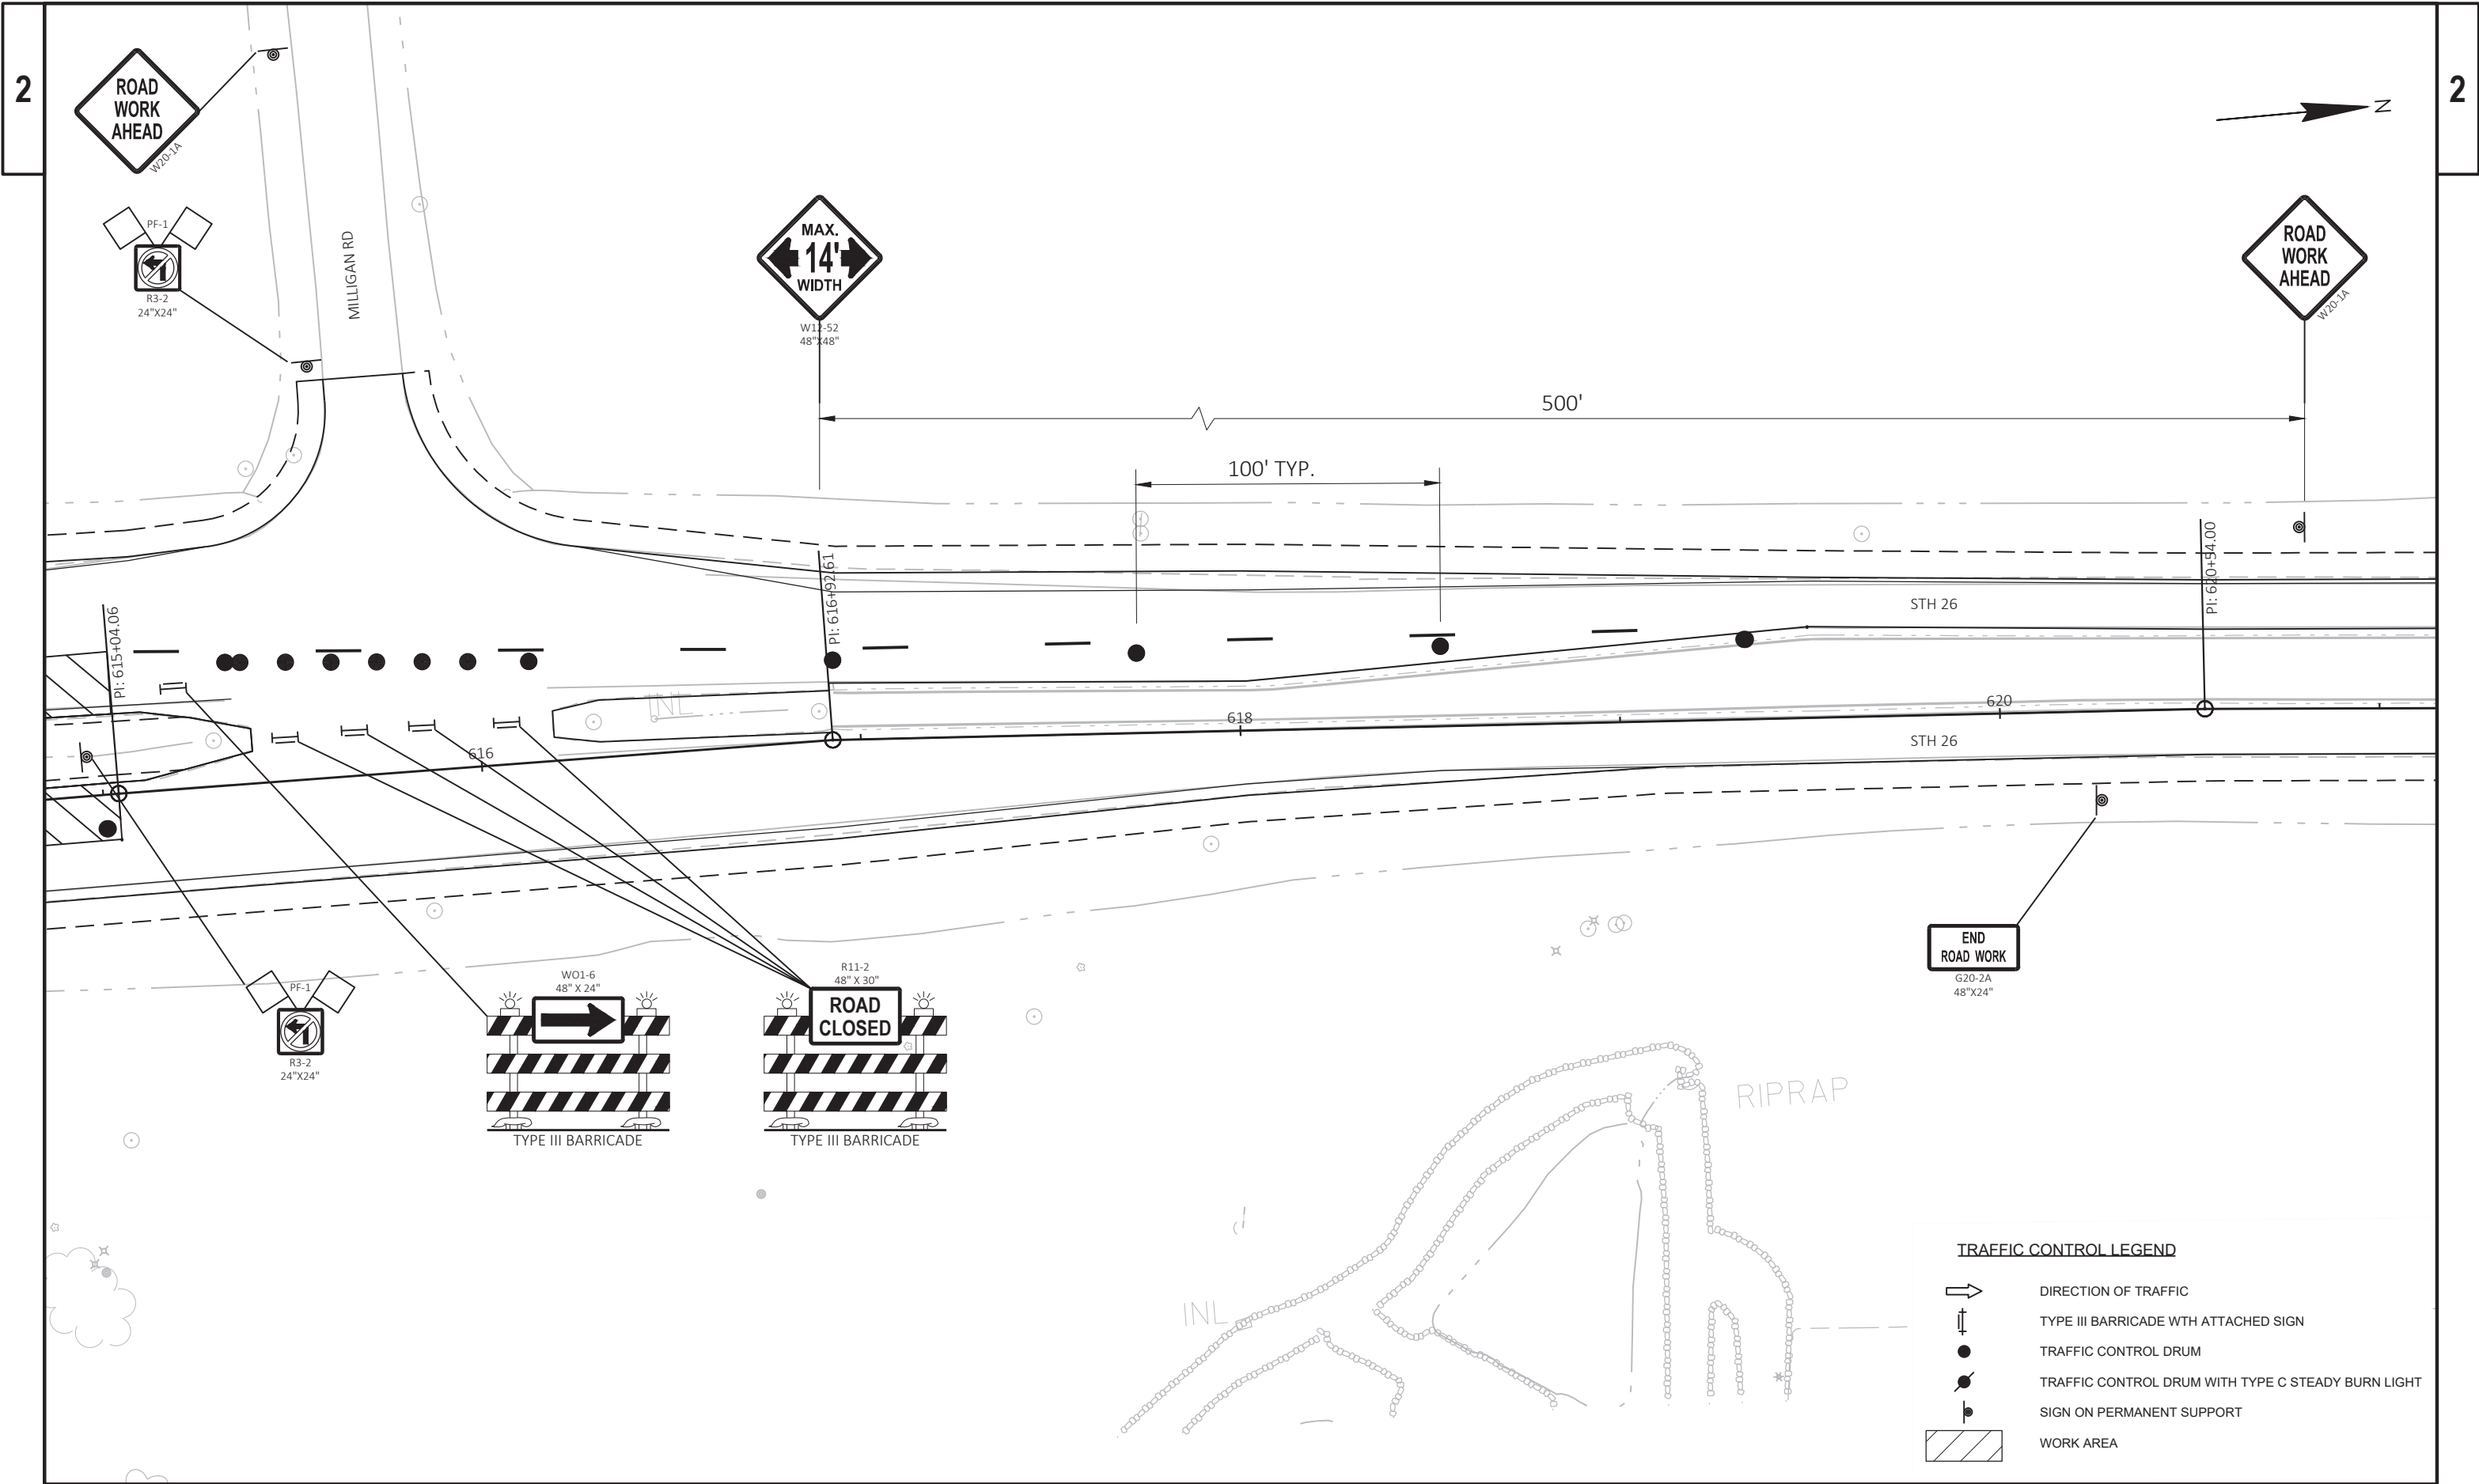 2
2
ROAD
WORK
AHEAD
W20-1A
PF-1
R3-2
24"X24"
MILLIGAN RD
MAX.
14'
WIDTH
W12-52
48"X48"
N
ROAD
WORK
AHEAD
W20-1A
500'
100' TYP.
PI: 615+04.06
PI: 616+92.61
PI: 620+54.00
STH 26
INL
616
618
620
STH 26
PF-1
R3-2
24"X24"
WO1-6
48" X 24"
TYPE III BARRICADE
R11-2
48" X 30"
ROAD
CLOSED
TYPE III BARRICADE
END
ROAD WORK
G20-2A
48"X24"
RIPRAP
INL
TRAFFIC CONTROL LEGEND
DIRECTION OF TRAFFIC
TYPE III BARRICADE WTH ATTACHED SIGN
TRAFFIC CONTROL DRUM
TRAFFIC CONTROL DRUM WITH TYPE C STEADY BURN LIGHT
SIGN ON PERMANENT SUPPORT
WORK AREA